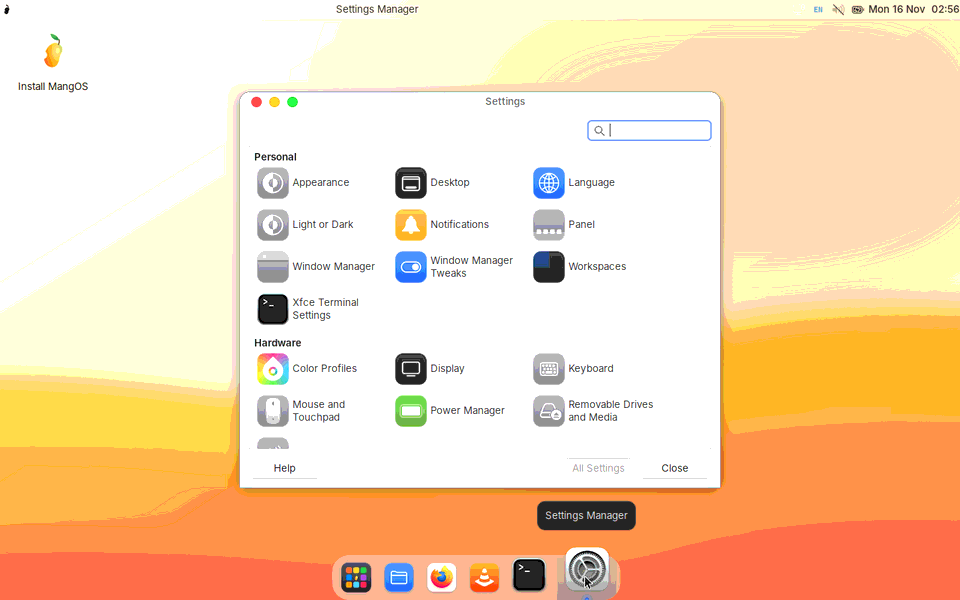 Settings Manager
EN
Mon 16 Nov 02:56
Install MangOS
Settings
Personal
Appearance
Desktop
Language
Light or Dark
Notifications
Panel
Window Manager
Window Manager
Tweaks
Workspaces
Xfce Terminal
Settings
Hardware
Color Profiles
Display
Keyboard
Mouse and
Touchpad
Power Manager
Removable Drives
and Media
Help
All Settings
Close
Settings Manager